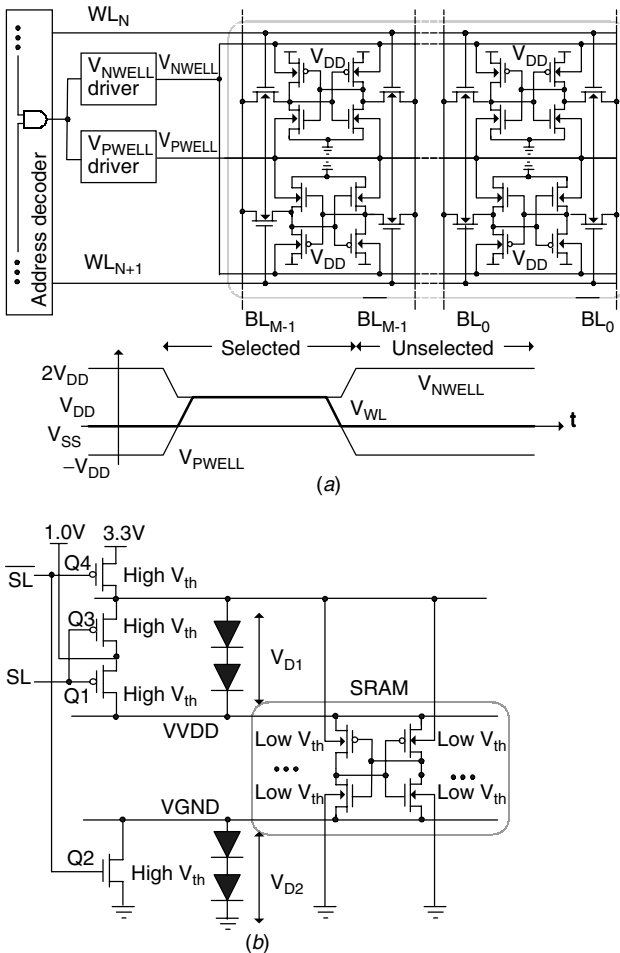 WL_N
Address decoder
V_NWELL driver
V_NWELL
V_PWELL driver
V_PWELL
V_DD
V_DD
V_DD
V_DD
WL_N+1
BL_M-1
B̅L̅_M-1
BL_0
B̅L̅_0
Selected
Unselected
2V_DD
V_NWELL
V_DD
V_WL
t
V_SS
V_PWELL
−V_DD
(a)
1.0V
3.3V
S̅L̅
Q4
High V_th
Q3
High V_th
V_D1
SL
Q1
High V_th
SRAM
VVDD
Low V_th
Low V_th
Low V_th
Low V_th
VGND
Q2
High V_th
V_D2
(b)